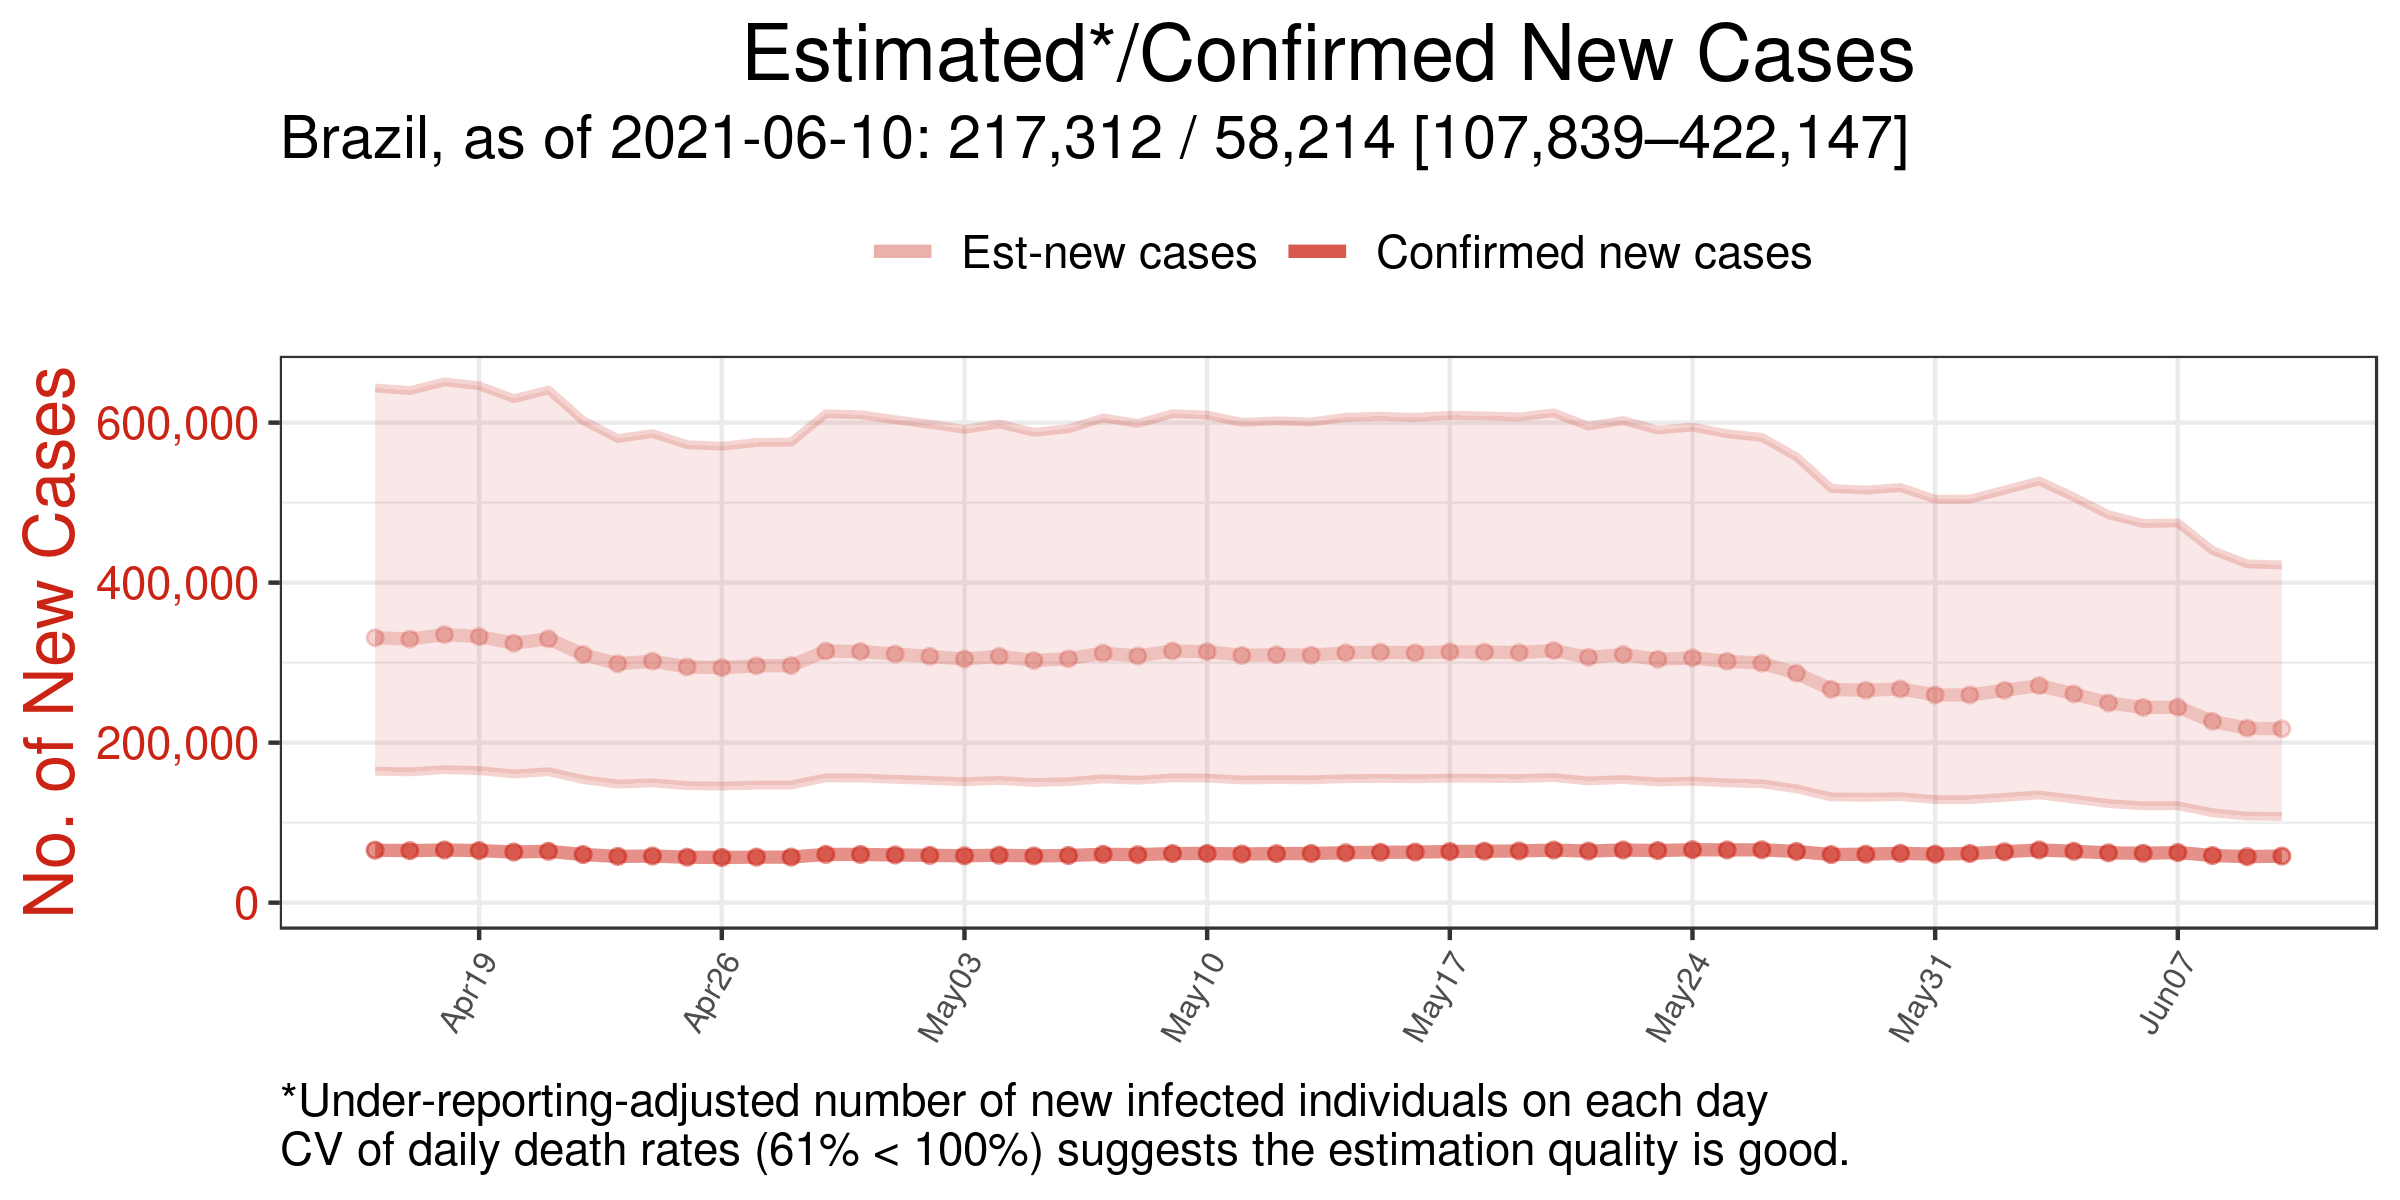 Estimated*/Confirmed New Cases
Brazil, as of 2021-06-10: 217,312 / 58,214 [107,839–422,147]
Est-new cases Confirmed new cases
No. of New Cases
600,000
400,000
200,000
0
Apr19 Apr26 May03 May10 May17 May24 May31 Jun07
*Under-reporting-adjusted number of new infected individuals on each day
CV of daily death rates (61% < 100%) suggests the estimation quality is good.